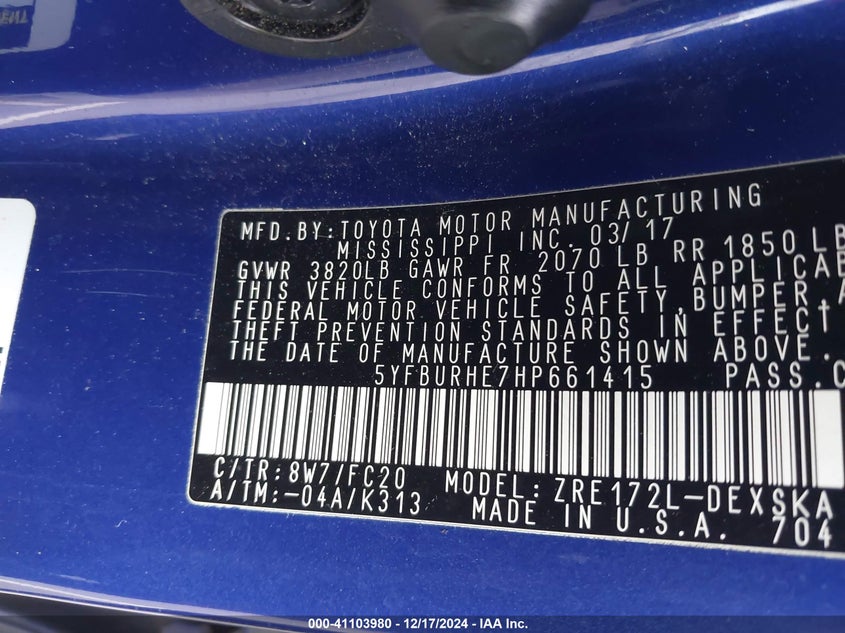 MFD.BY:TOYOTA MOTOR MANUFACTURING
MISSISSIPPI INC. 03/17
GVWR 3820LB GAWR FR 2070 LB RR 1850 LB
THIS VEHICLE CONFORMS TO ALL APPLICAB
FEDERAL MOTOR VEHICLE SAFETY,BUMPER,A
THEFT PREVENTION STANDARDS IN EFFECT
THE DATE OF MANUFACTURE SHOWN ABOVE.
5YFBURHE7HP661415 PASS.C
C/TR:8W7/FC20 MODEL:ZRE172L-DEXSKA
A/TM:-04A/K313 MADE IN U.S.A. 704
000-41103980 - 12/17/2024 - IAA Inc.